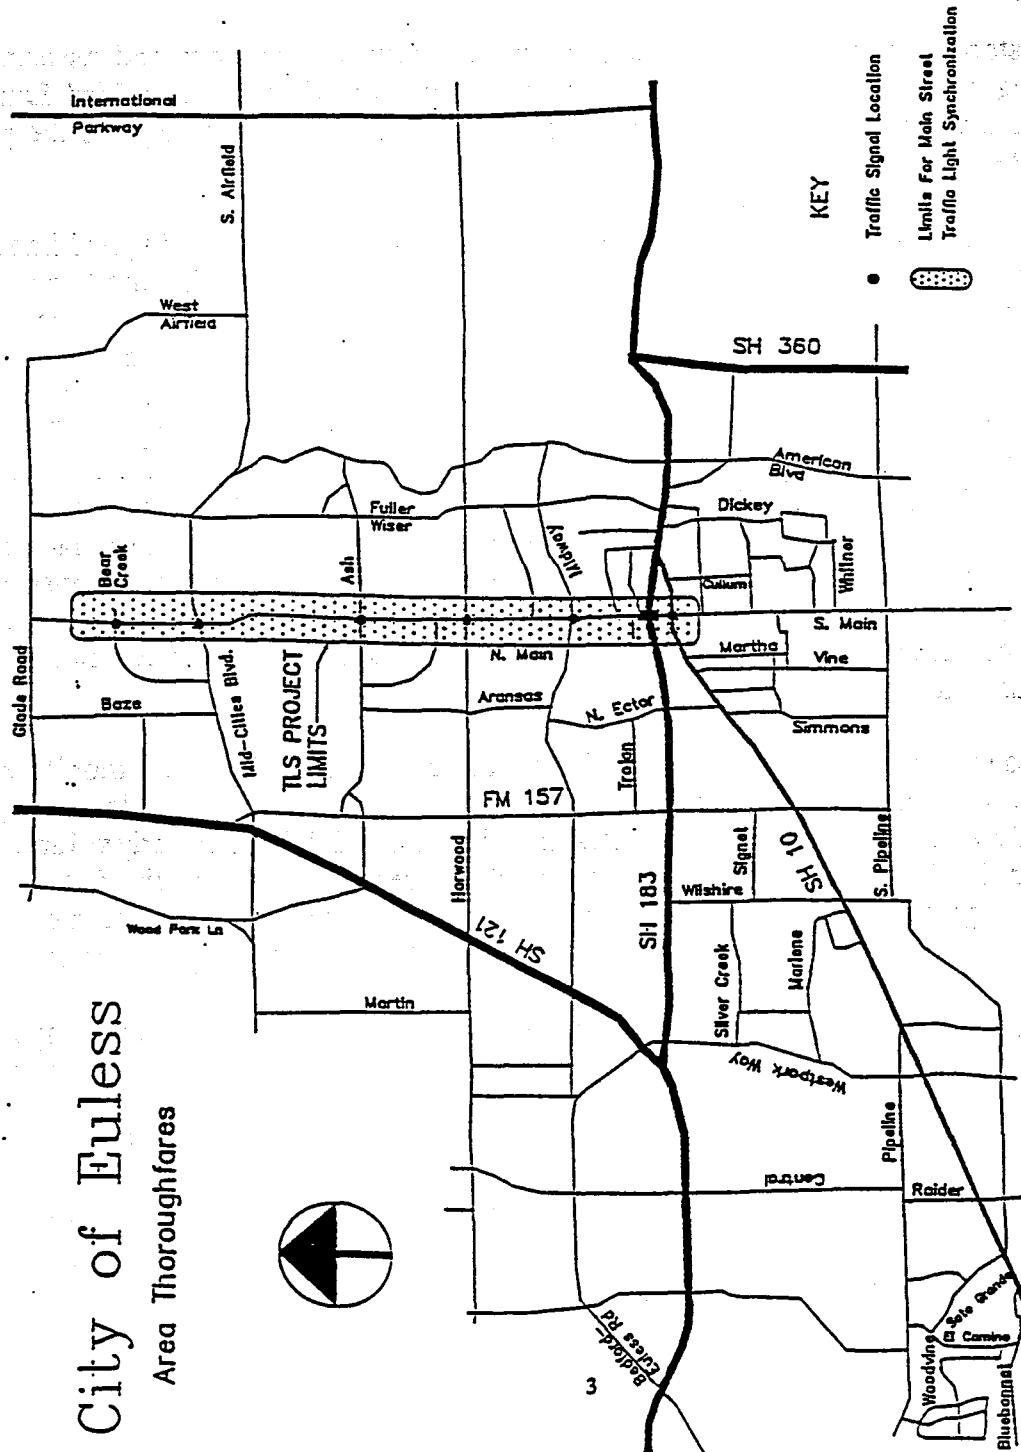 City of Euless
Area Thoroughfares
International
Parkway
S. Airfield
West
Airfield
SH 360
KEY
Traffic Signal Location
Limits For Main Street
Traffic Light Synchronization
American
Blvd
Fuller
Wiser
Dickey
Bear
Creek
Ash
Midway
Cullum
Whitner
S. Main
N. Main
Martha
Vine
Glade Road
Baze
Mid-Cities Blvd.
TLS PROJECT
LIMITS
Aransas
N. Ector
Simmons
Trojan
FM 157
Harwood
SH 183
Signet
SH 10
S. Pipeline
Wilshire
Wood Park Ln
SH 121
Silver Creek
Marlene
Martin
Westpark
Way
Pipeline
Central
Raider
Bedford-
Euless Rd
Soto Grande
El Camino
Woodvine
Bluebonnet
3